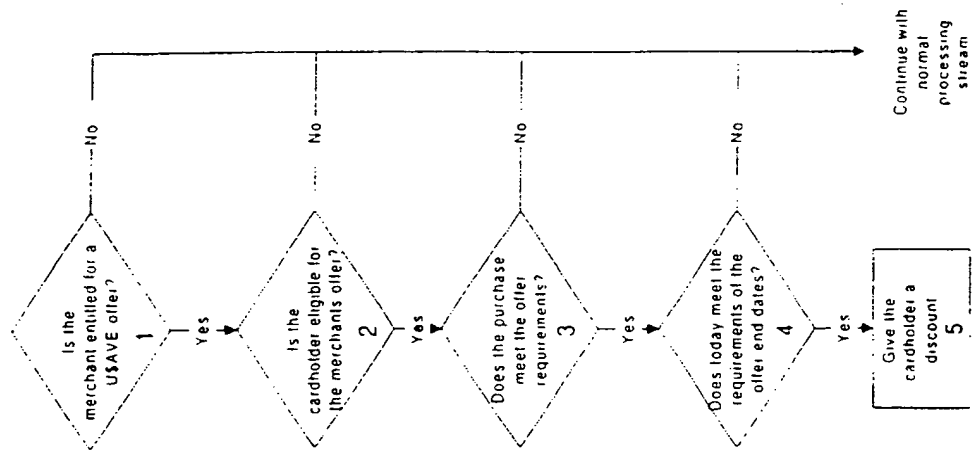 Is the
merchant entitled for a
U$AVE offer?
1
No
Yes
Is the
cardholder eligible for
the merchants offer?
2
No
Yes
Does the purchase
meet the offer
requirements?
3
No
Yes
Does today meet the
requirements of the
offer end dates?
4
No
Yes
Give the
cardholder a
discount
5
Continue with
normal
processing
stream